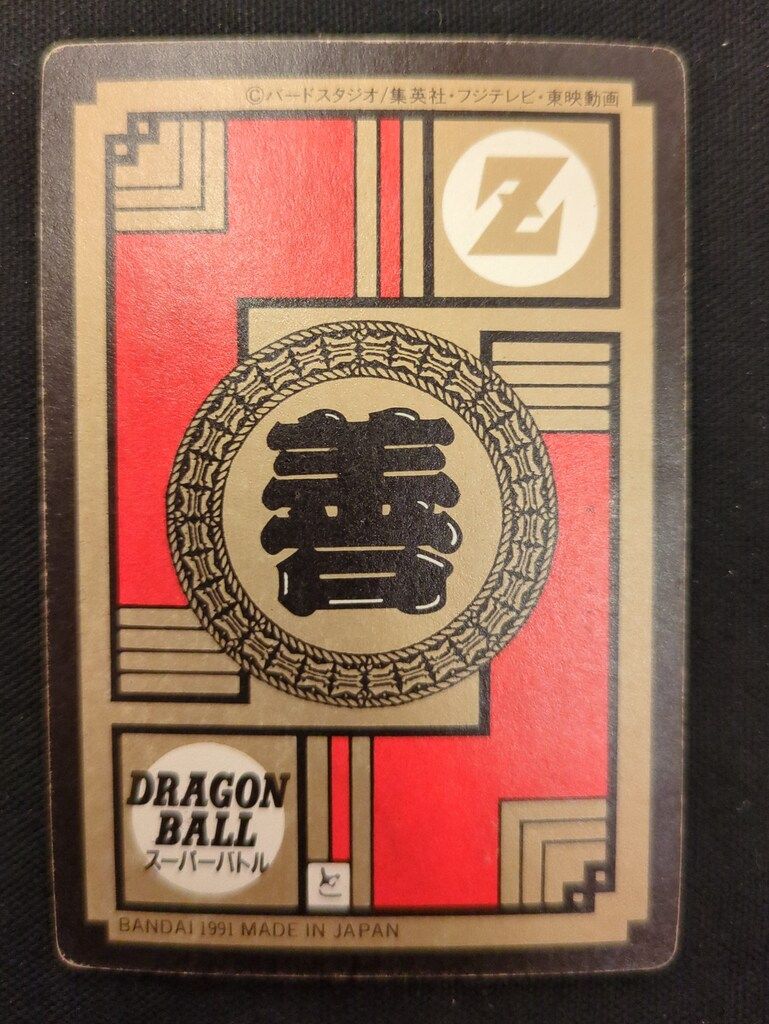 ©バードスタジオ/集英社・フジテレビ・東映動画
Z
善
DRAGON
BALL
スーパーバトル
と
BANDAI 1991 MADE IN JAPAN